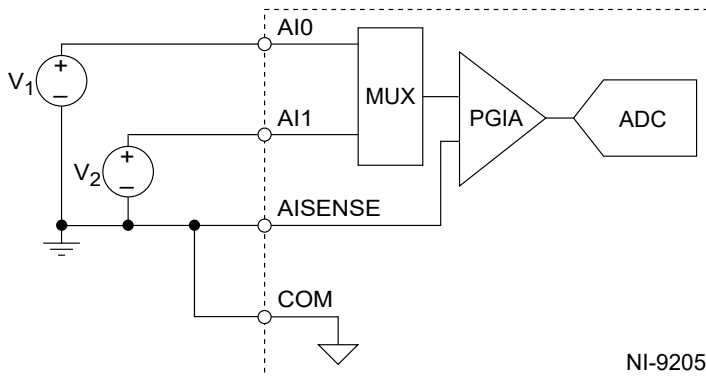 AI0
+
V1
−
MUX
PGIA
ADC
AI1
+
V2
−
AISENSE
COM
NI-9205